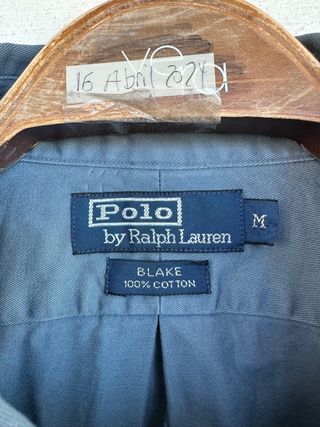 16 Abril 2024
Polo
by Ralph Lauren
M
BLAKE
100% COTTON